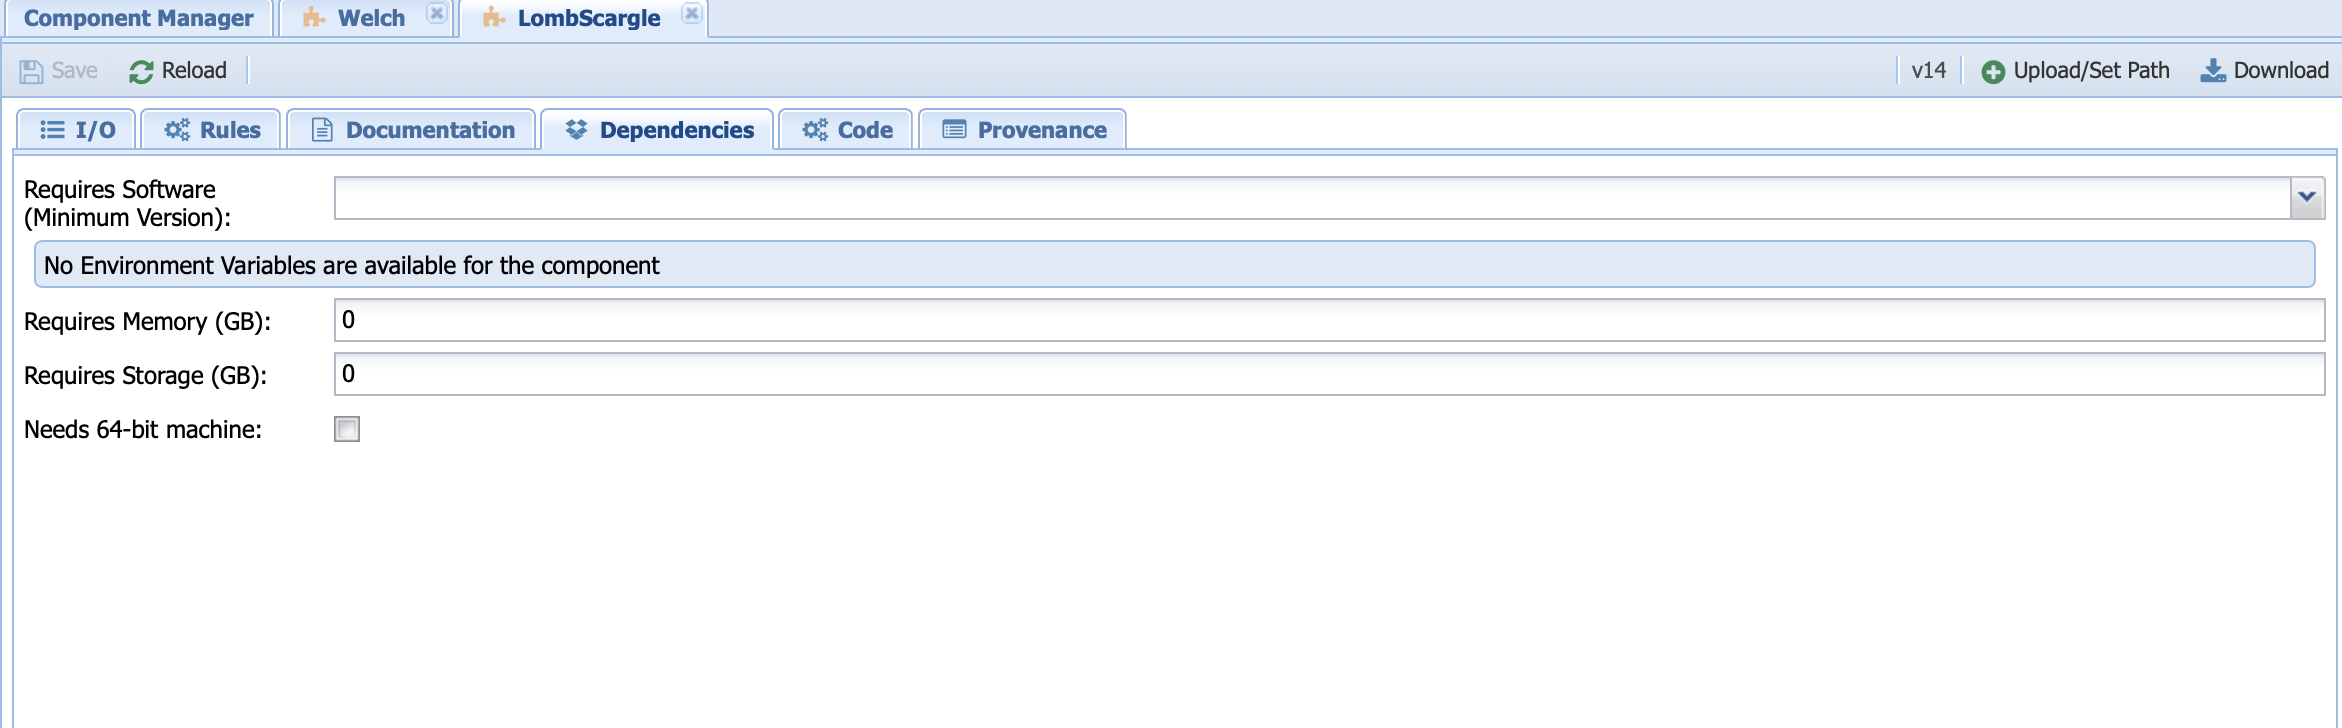 Component Manager
Welch
LombScargle
Save
Reload
v14
Upload/Set Path
Download
I/O
Rules
Documentation
Dependencies
Code
Provenance
Requires Software
(Minimum Version):
No Environment Variables are available for the component
Requires Memory (GB):
0
Requires Storage (GB):
0
Needs 64-bit machine: